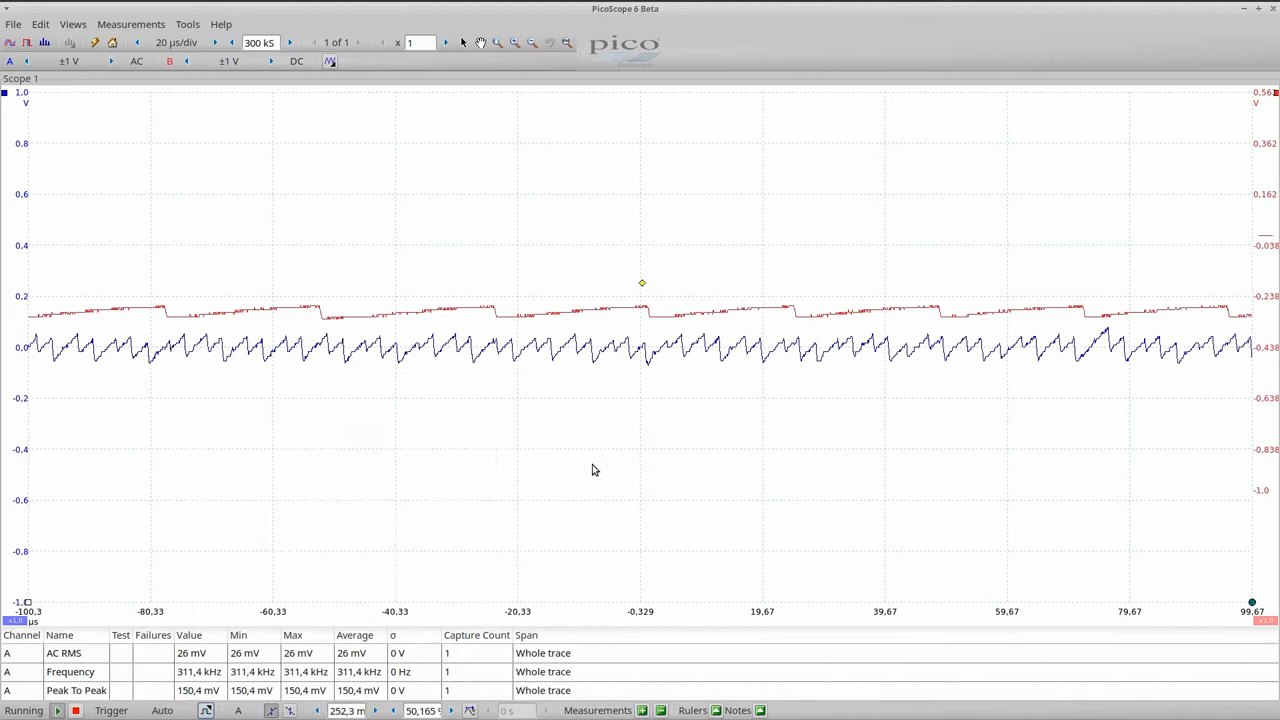 PicoScope 6 Beta
File Edit Views Measurements Tools Help
20 µs/div 300 kS 1 of 1 x 1
pico
Technology
A ±1 V AC B ±1 V DC
Scope 1
1.0 0,562
V V
0.8 0,362
0.6 0,162
0.4 -0,038
0.2 -0,238
0.0 -0,438
-0.2 -0,638
-0.4 -0,838
-0.6 -1,0
-0.8
-1.0
-100,3 -80,33 -60,33 -40,33 -20,33 -0.329 19.67 39,67 59,67 79,67 99.67
x1,0 µs x1.0
Channel Name Test Failures Value Min Max Average σ Capture Count Span
A AC RMS 26 mV 26 mV 26 mV 26 mV 0 V 1 Whole trace
A Frequency 311,4 kHz 311,4 kHz 311,4 kHz 311,4 kHz 0 Hz 1 Whole trace
A Peak To Peak 150,4 mV 150,4 mV 150,4 mV 150,4 mV 0 V 1 Whole trace
Running Trigger Auto A 252,3 m 50,165 0 s Measurements Rulers Notes